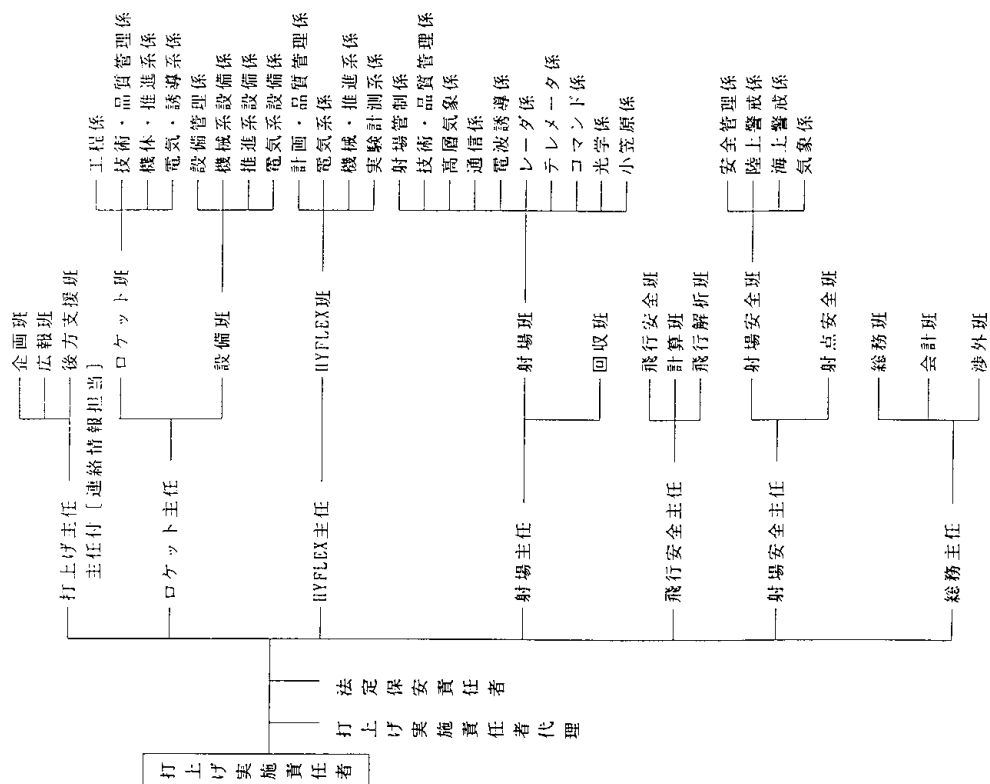 打上げ実施責任者
打上げ実施責任者代理
法定保安責任者
打上げ主任
主任付〔連絡情報担当〕
企画班
広報班
後方支援班
ロケット主任
ロケット班
工程係
技術・品質管理係
機体・推進系係
電気・誘導系係
設備班
設備管理係
機械系設備係
推進系設備係
電気系設備係
HYFLEX主任
HYFLEX班
計画・品質管理係
電気系係
機械・推進系係
実験計測系係
射場主任
射場班
射場管制係
技術・品質管理係
高層気象係
通信係
電波誘導係
レーダ係
テレメータ係
コマンド係
光学係
小笠原係
回収班
飛行安全主任
飛行安全班
計算班
飛行解析班
射場安全主任
射場安全班
安全管理係
陸上警戒係
海上警戒係
気象係
射点安全班
総務主任
総務班
会計班
渉外班